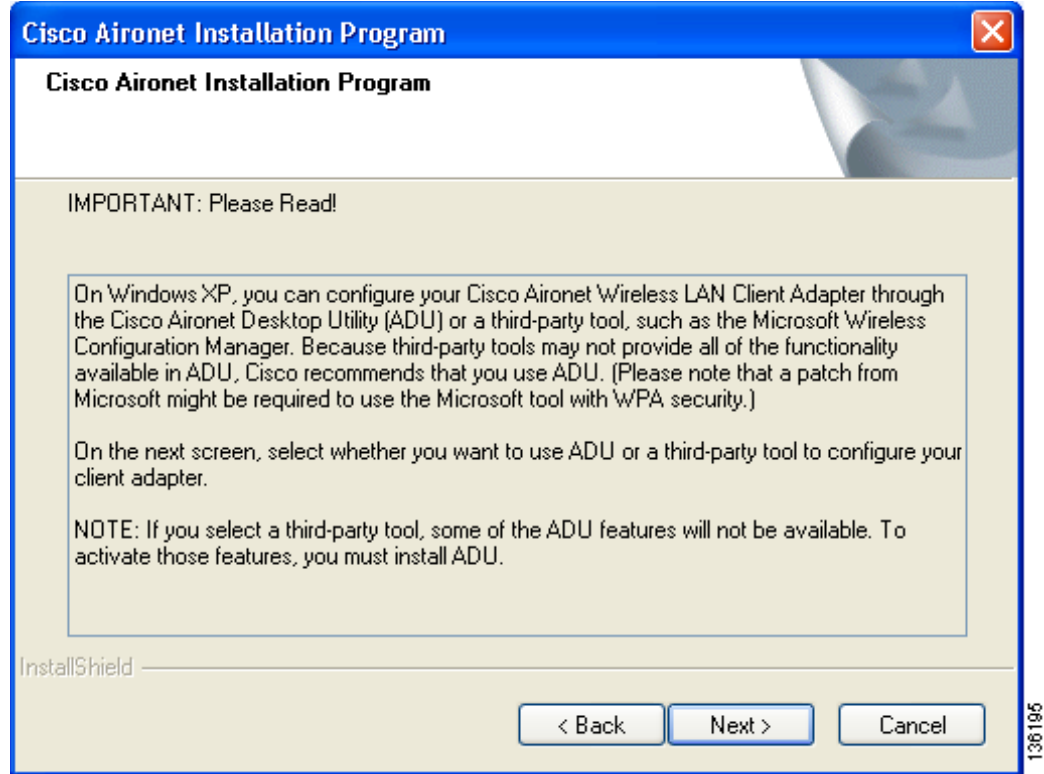 Cisco Aironet Installation Program
Cisco Aironet Installation Program
IMPORTANT: Please Read!
On Windows XP, you can configure your Cisco Aironet Wireless LAN Client Adapter through
the Cisco Aironet Desktop Utility (ADU) or a third-party tool, such as the Microsoft Wireless
Configuration Manager. Because third-party tools may not provide all of the functionality
available in ADU, Cisco recommends that you use ADU. (Please note that a patch from
Microsoft might be required to use the Microsoft tool with WPA security.)
On the next screen, select whether you want to use ADU or a third-party tool to configure your
client adapter.
NOTE: If you select a third-party tool, some of the ADU features will not be available. To
activate those features, you must install ADU.
InstallShield
< Back
Next >
Cancel
136195